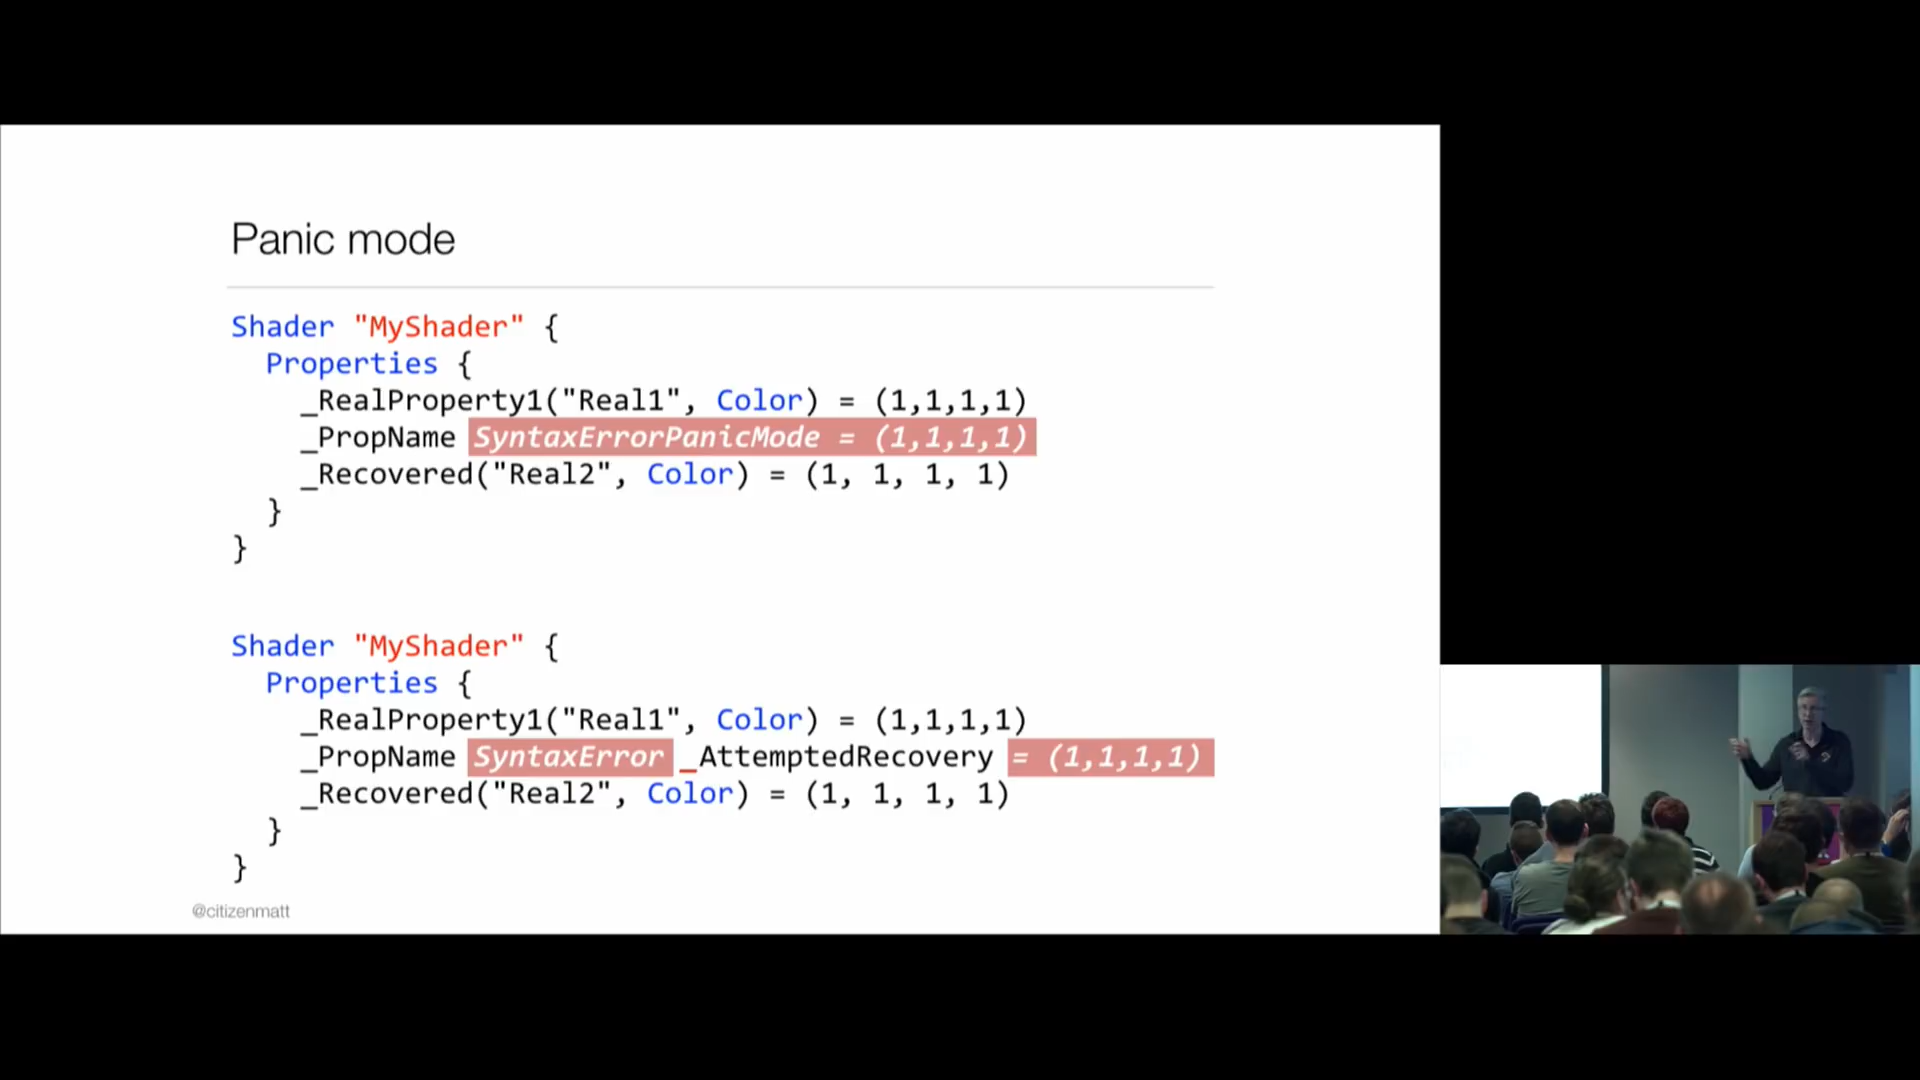 Panic mode
Shader "MyShader" {
Properties {
_RealProperty1("Real1", Color) = (1,1,1,1)
_PropName SyntaxErrorPanicMode = (1,1,1,1)
_Recovered("Real2", Color) = (1, 1, 1, 1)
}
}
Shader "MyShader" {
Properties {
_RealProperty1("Real1", Color) = (1,1,1,1)
_PropName SyntaxError _AttemptedRecovery = (1,1,1,1)
_Recovered("Real2", Color) = (1, 1, 1, 1)
}
}
@citizenmatt